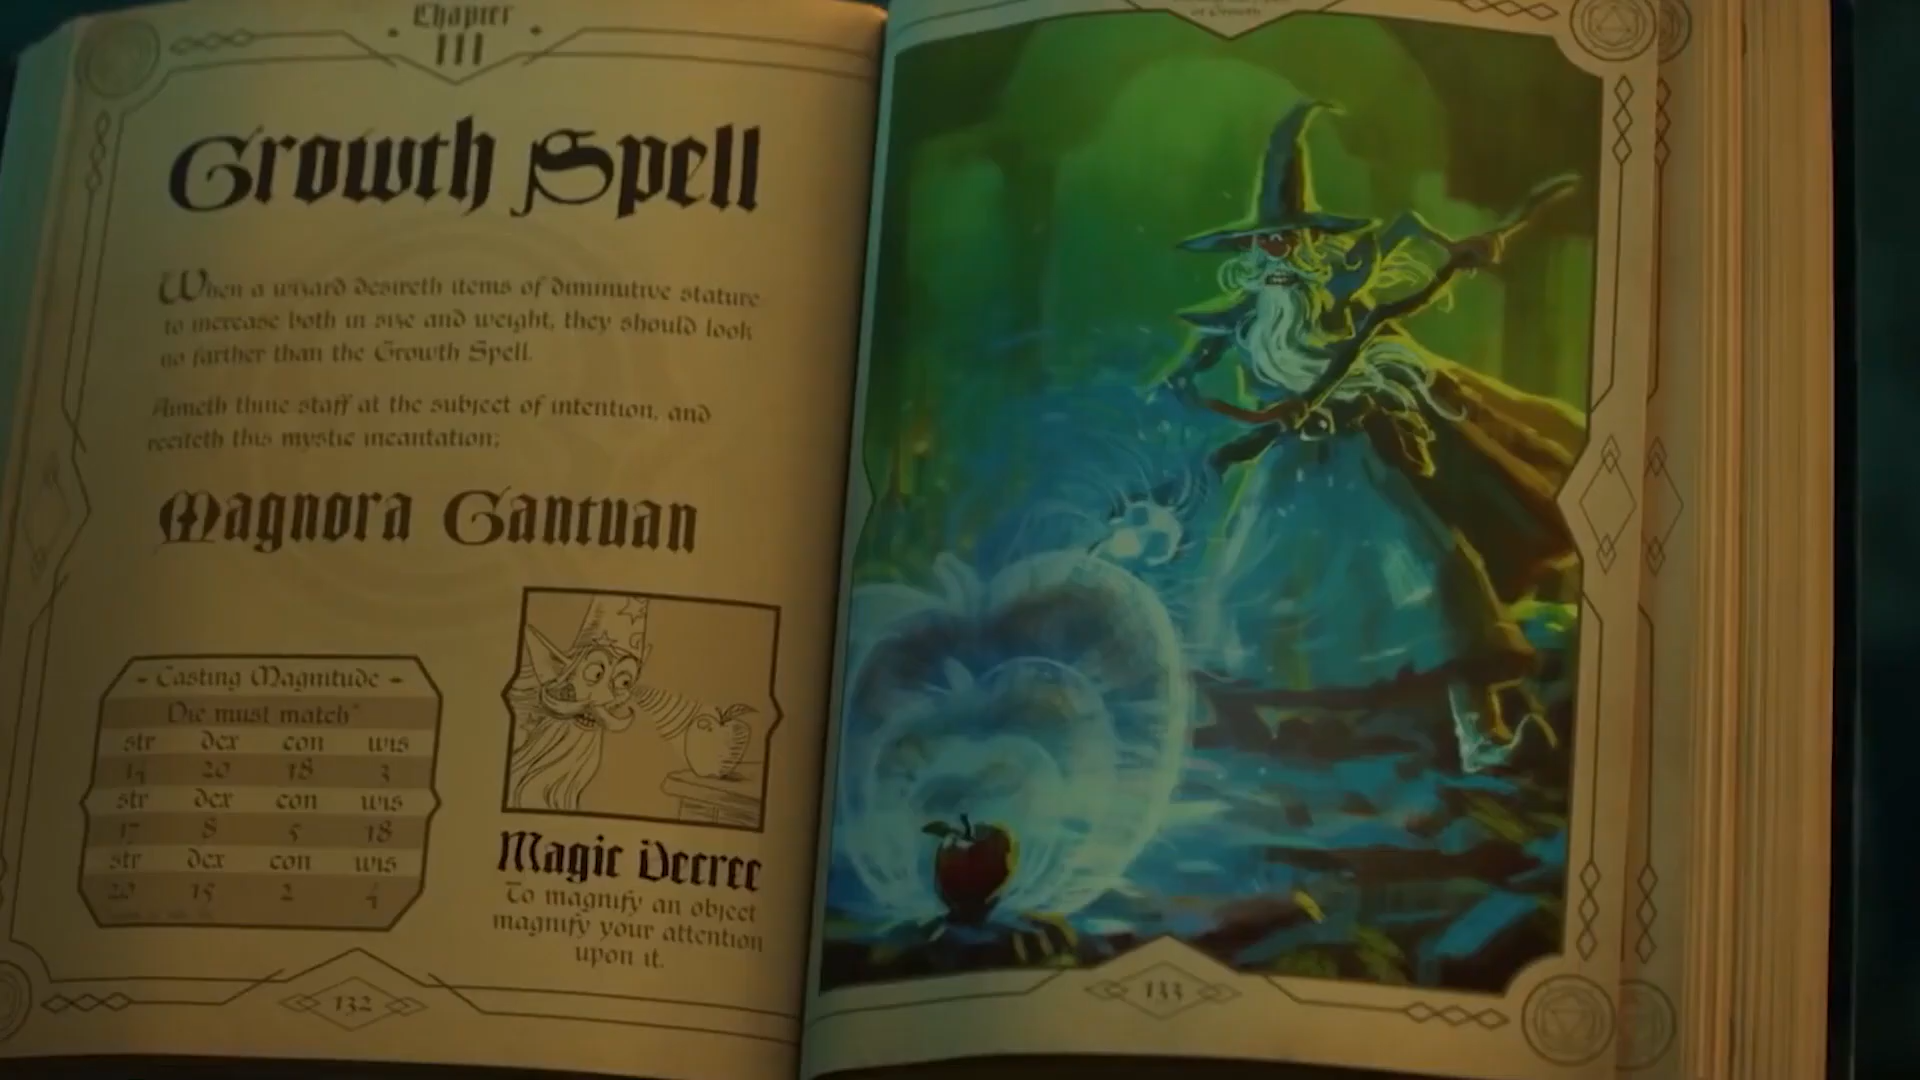 Chapter
III
Growth Spell
When a wizard desireth items of diminutive stature
to increase both in size and weight, they should look
no farther than the Growth Spell.
Aimeth thine staff at the subject of intention, and
reciteth this mystic incantation;
Magnora Gantuan
- Casting Magnitude -
Die must match*
str dex con wis
14 20 18 3
str dex con wis
17 8 5 18
str dex con wis
20 15 2 4
Magic Decree
To magnify an object
magnify your attention
upon it.
132
of Growth
133